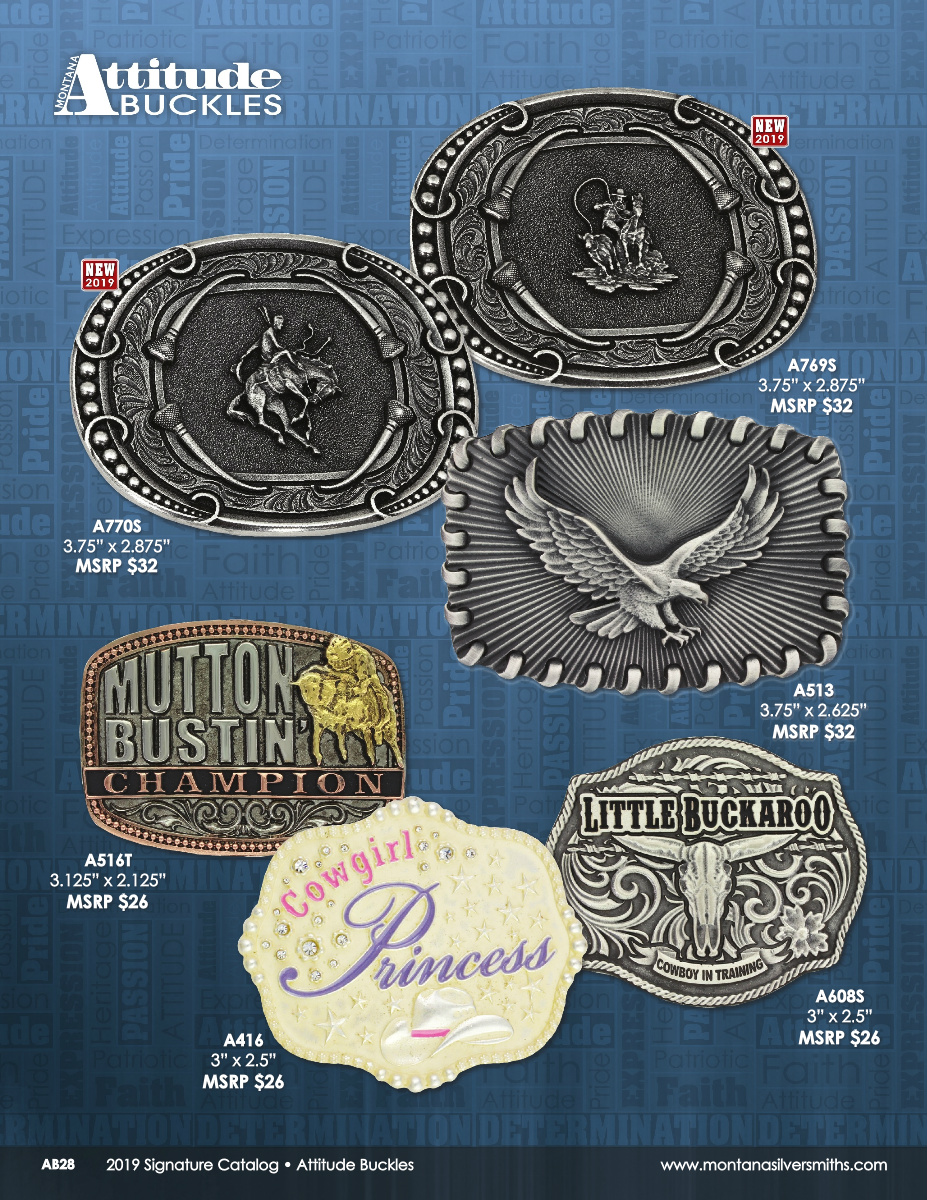 MONTANA
Attitude
BUCKLES
NEW
2019
A769S
3.75" x 2.875"
MSRP $32
NEW
2019
A770S
3.75" x 2.875"
MSRP $32
A513
3.75" x 2.625"
MSRP $32
MUTTON
BUSTIN'
CHAMPION
A516T
3.125" x 2.125"
MSRP $26
LITTLE BUCKAROO
COWBOY IN TRAINING
A608S
3" x 2.5"
MSRP $26
Cowgirl
Princess
A416
3" x 2.5"
MSRP $26
AB28 2019 Signature Catalog • Attitude Buckles www.montanasilversmiths.com